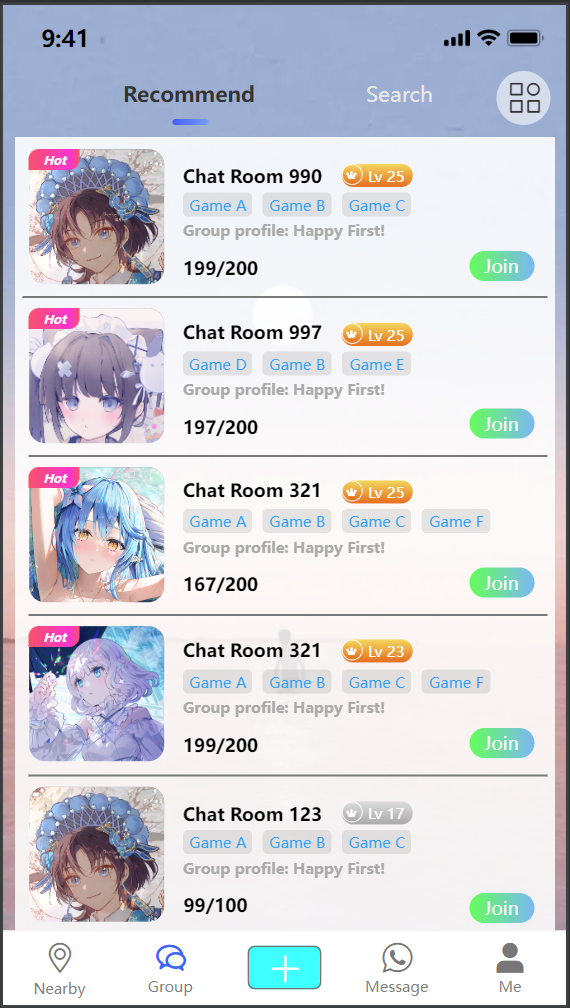 9:41
Recommend Search
Hot
Chat Room 990 Lv 25
Game A Game B Game C
Group profile: Happy First!
199/200 Join
Hot
Chat Room 997 Lv 25
Game D Game B Game E
Group profile: Happy First!
197/200 Join
Hot
Chat Room 321 Lv 25
Game A Game B Game C Game F
Group profile: Happy First!
167/200 Join
Hot
Chat Room 321 Lv 23
Game A Game B Game C Game F
Group profile: Happy First!
199/200 Join
Chat Room 123 Lv 17
Game A Game B Game C
Group profile: Happy First!
99/100 Join
Nearby Group Message Me